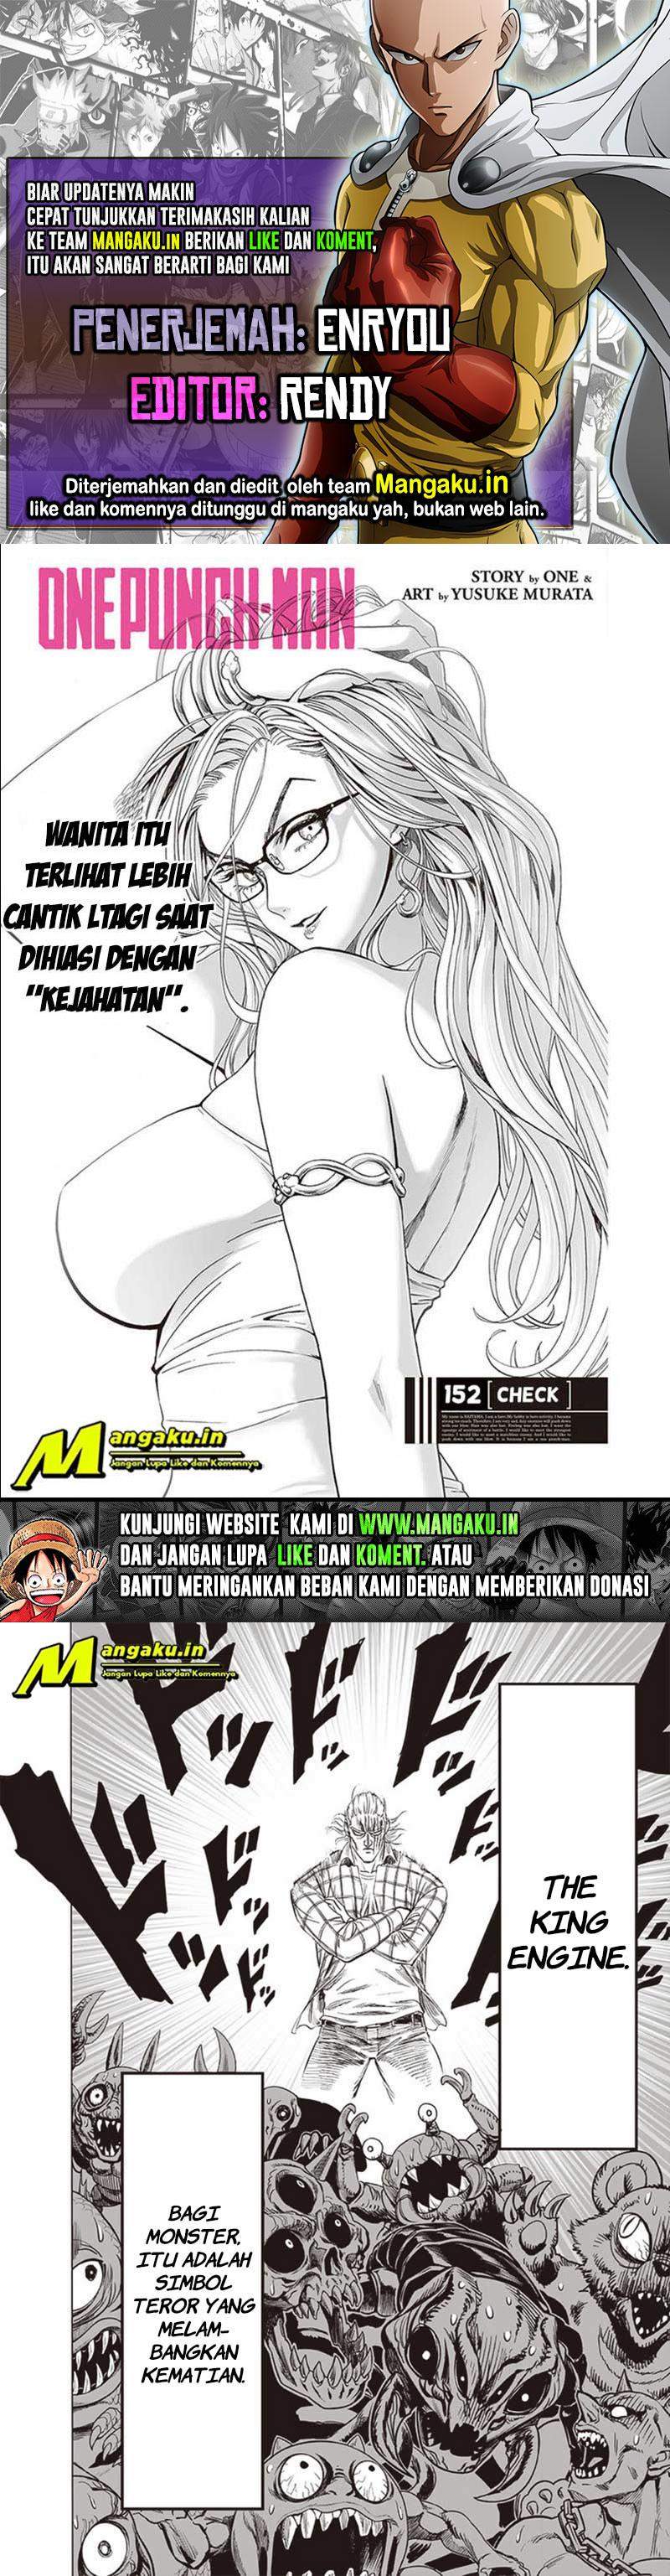 BIAR UPDATENYA MAKIN
CEPAT TUNJUKKAN TERIMAKASIH KALIAN
KE TEAM MANGAKU.IN BERIKAN LIKE DAN KOMENT,
ITU AKAN SANGAT BERARTI BAGI KAMI
PENERJEMAH: ENRYOU
EDITOR: RENDY
Diterjemahkan dan diedit oleh team Mangaku.in
like dan komennya ditunggu di mangaku yah, bukan web lain.
ONE PUNCH-MAN
STORY by ONE &
ART by YUSUKE MURATA
WANITA ITU
TERLIHAT LEBIH
CANTIK LTAGI SAAT
DIHIASI DENGAN
"KEJAHATAN".
152 [ CHECK ]
Mangaku.in
Jangan Lupa Like dan Komennya
KUNJUNGI WEBSITE KAMI DI WWW.MANGAKU.IN
DAN JANGAN LUPA LIKE DAN KOMENT. ATAU
BANTU MERINGANKAN BEBAN KAMI DENGAN MEMBERIKAN DONASI
Mangaku.in
Jangan Lupa Like dan Komennya
THE
KING
ENGINE.
BAGI
MONSTER,
ITU ADALAH
SIMBOL
TEROR YANG
MELAM-
BANGKAN
KEMATIAN.